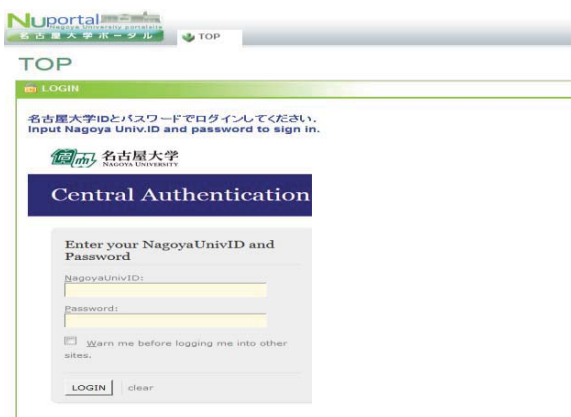 Nuportal
Nagoya University portalsite
名古屋大学ポータル
TOP
TOP
LOGIN
名古屋大学IDとパスワードでログインしてください.
Input Nagoya Univ.ID and password to sign in.
名古屋大学
NAGOYA UNIVERSITY
Central Authentication
Enter your NagoyaUnivID and
Password
NagoyaUnivID:
Password:
Warn me before logging me into other
sites.
LOGIN clear